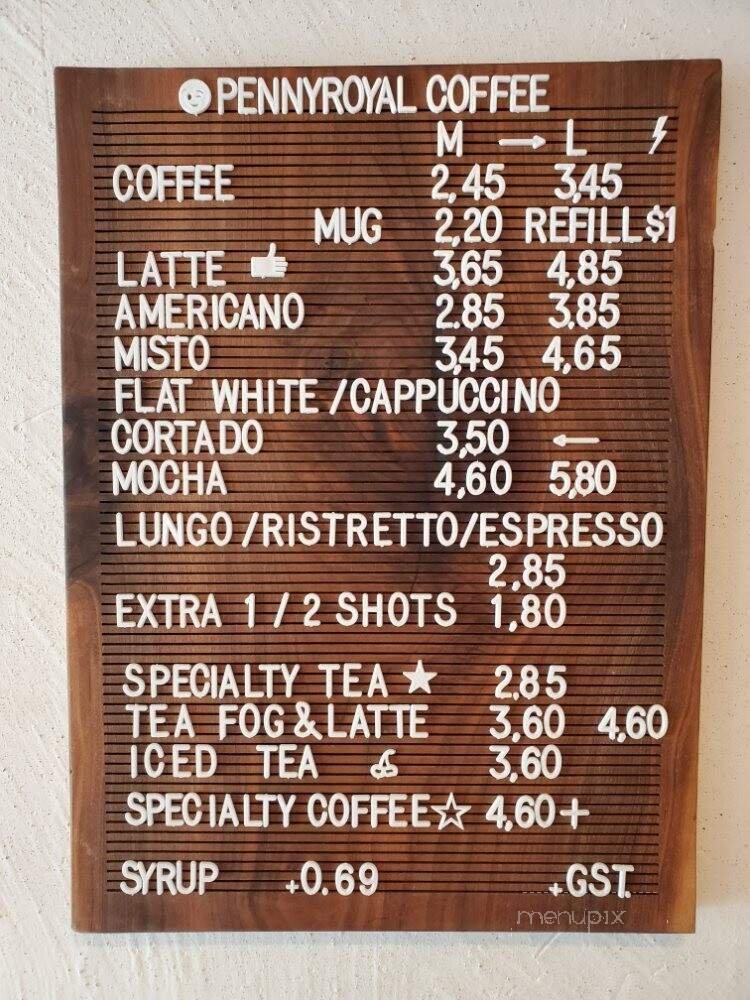 PENNYROYAL COFFEE
M → L
COFFEE 2,45 3,45
MUG 2,20 REFILL $1
LATTE 3,65 4,85
AMERICANO 2.85 3.85
MISTO 3,45 4,65
FLAT WHITE /CAPPUCCINO
CORTADO 3,50 ←
MOCHA 4,60 5,80
LUNGO /RISTRETTO/ESPRESSO
2,85
EXTRA 1 / 2 SHOTS 1,80
SPECIALTY TEA ★ 2.85
TEA FOG & LATTE 3,60 4,60
ICED TEA 3,60
SPECIALTY COFFEE ☆ 4,60+
SYRUP +0.69 +GST.
menupix